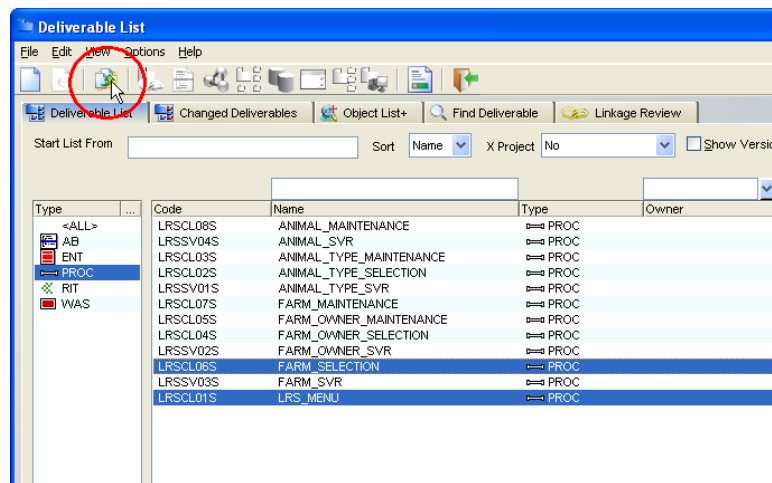 Deliverable List
File Edit View Options Help
Deliverable List Changed Deliverables Object List+ Find Deliverable Linkage Review
Start List From Sort Name X Project No Show Versio
Type ... Code Name Type Owner
<ALL> LRSCL08S ANIMAL_MAINTENANCE PROC
AB LRSSV04S ANIMAL_SVR PROC
ENT LRSCL03S ANIMAL_TYPE_MAINTENANCE PROC
PROC LRSCL02S ANIMAL_TYPE_SELECTION PROC
RIT LRSSV01S ANIMAL_TYPE_SVR PROC
WAS LRSCL07S FARM_MAINTENANCE PROC
LRSCL05S FARM_OWNER_MAINTENANCE PROC
LRSCL04S FARM_OWNER_SELECTION PROC
LRSSV02S FARM_OWNER_SVR PROC
LRSCL06S FARM_SELECTION PROC
LRSSV03S FARM_SVR PROC
LRSCL01S LRS_MENU PROC